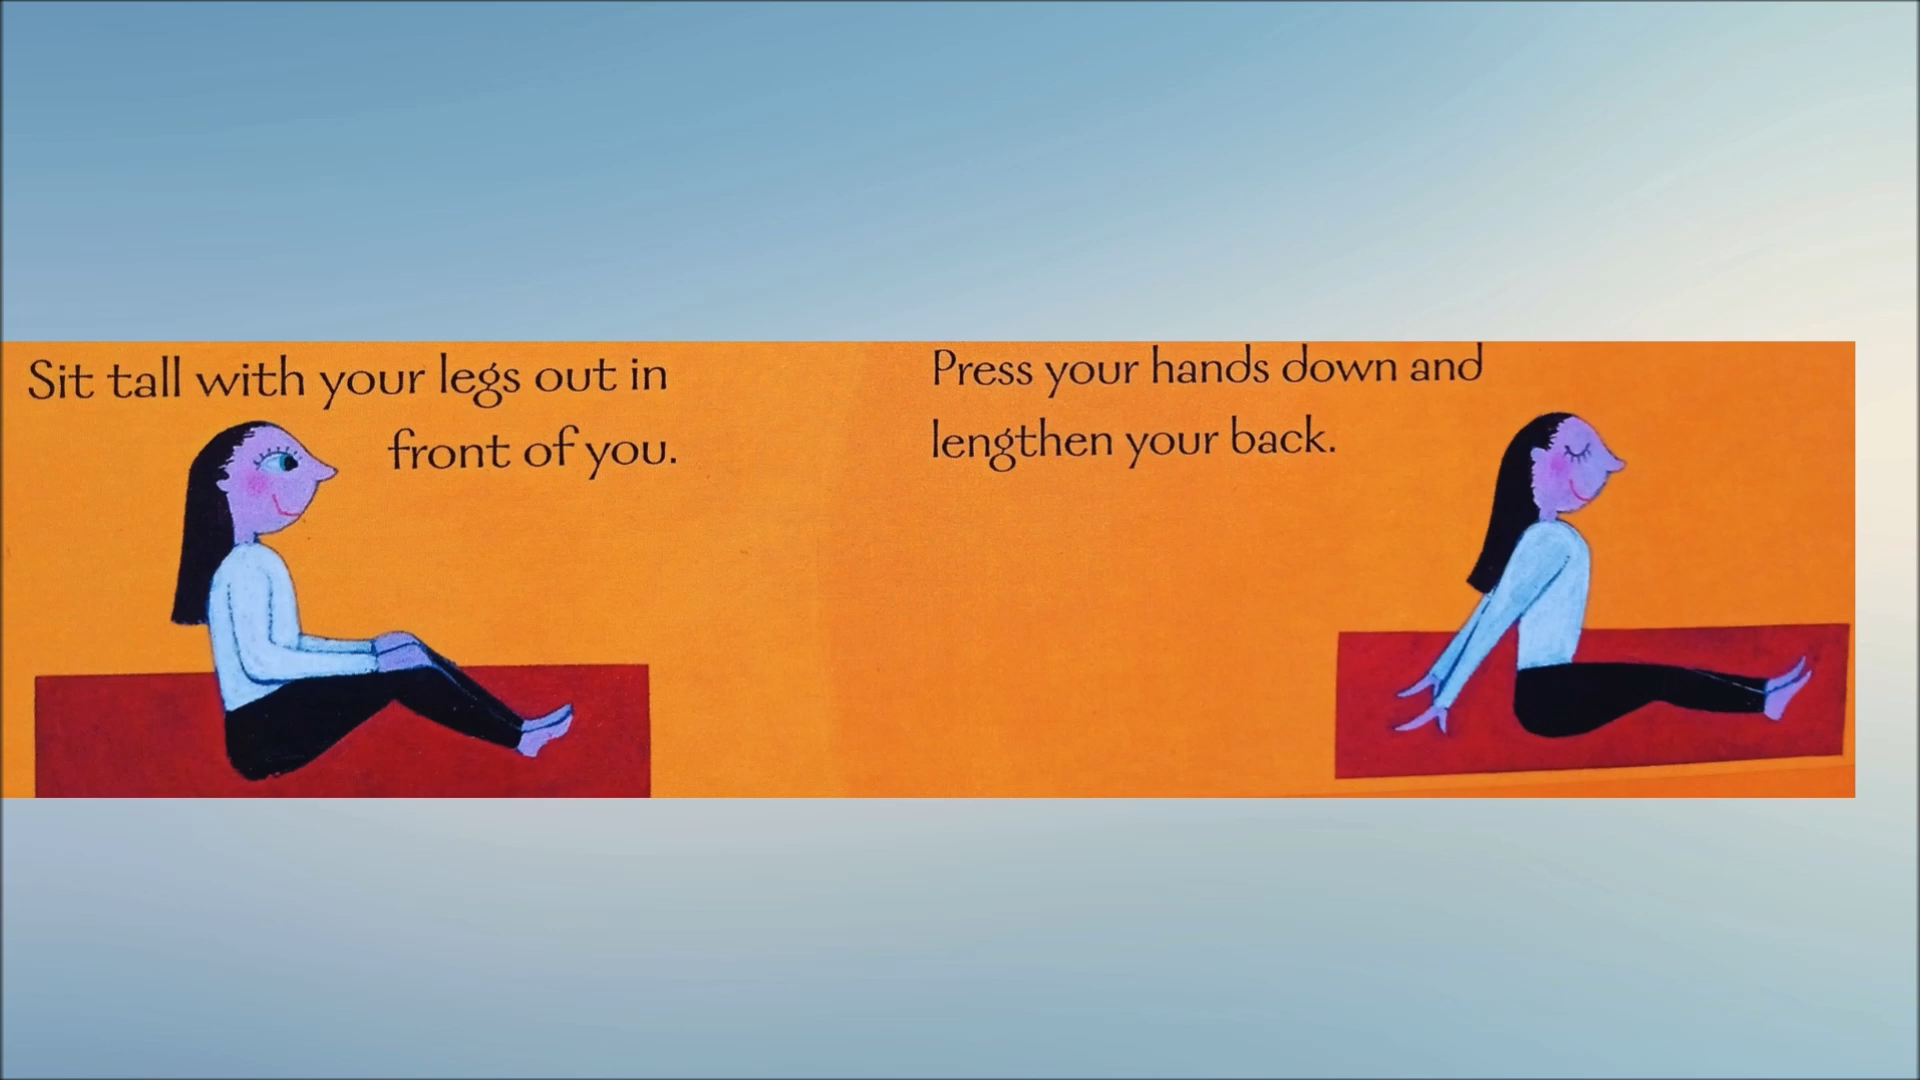 Sit tall with your legs out in
front of you.
Press your hands down and
lengthen your back.